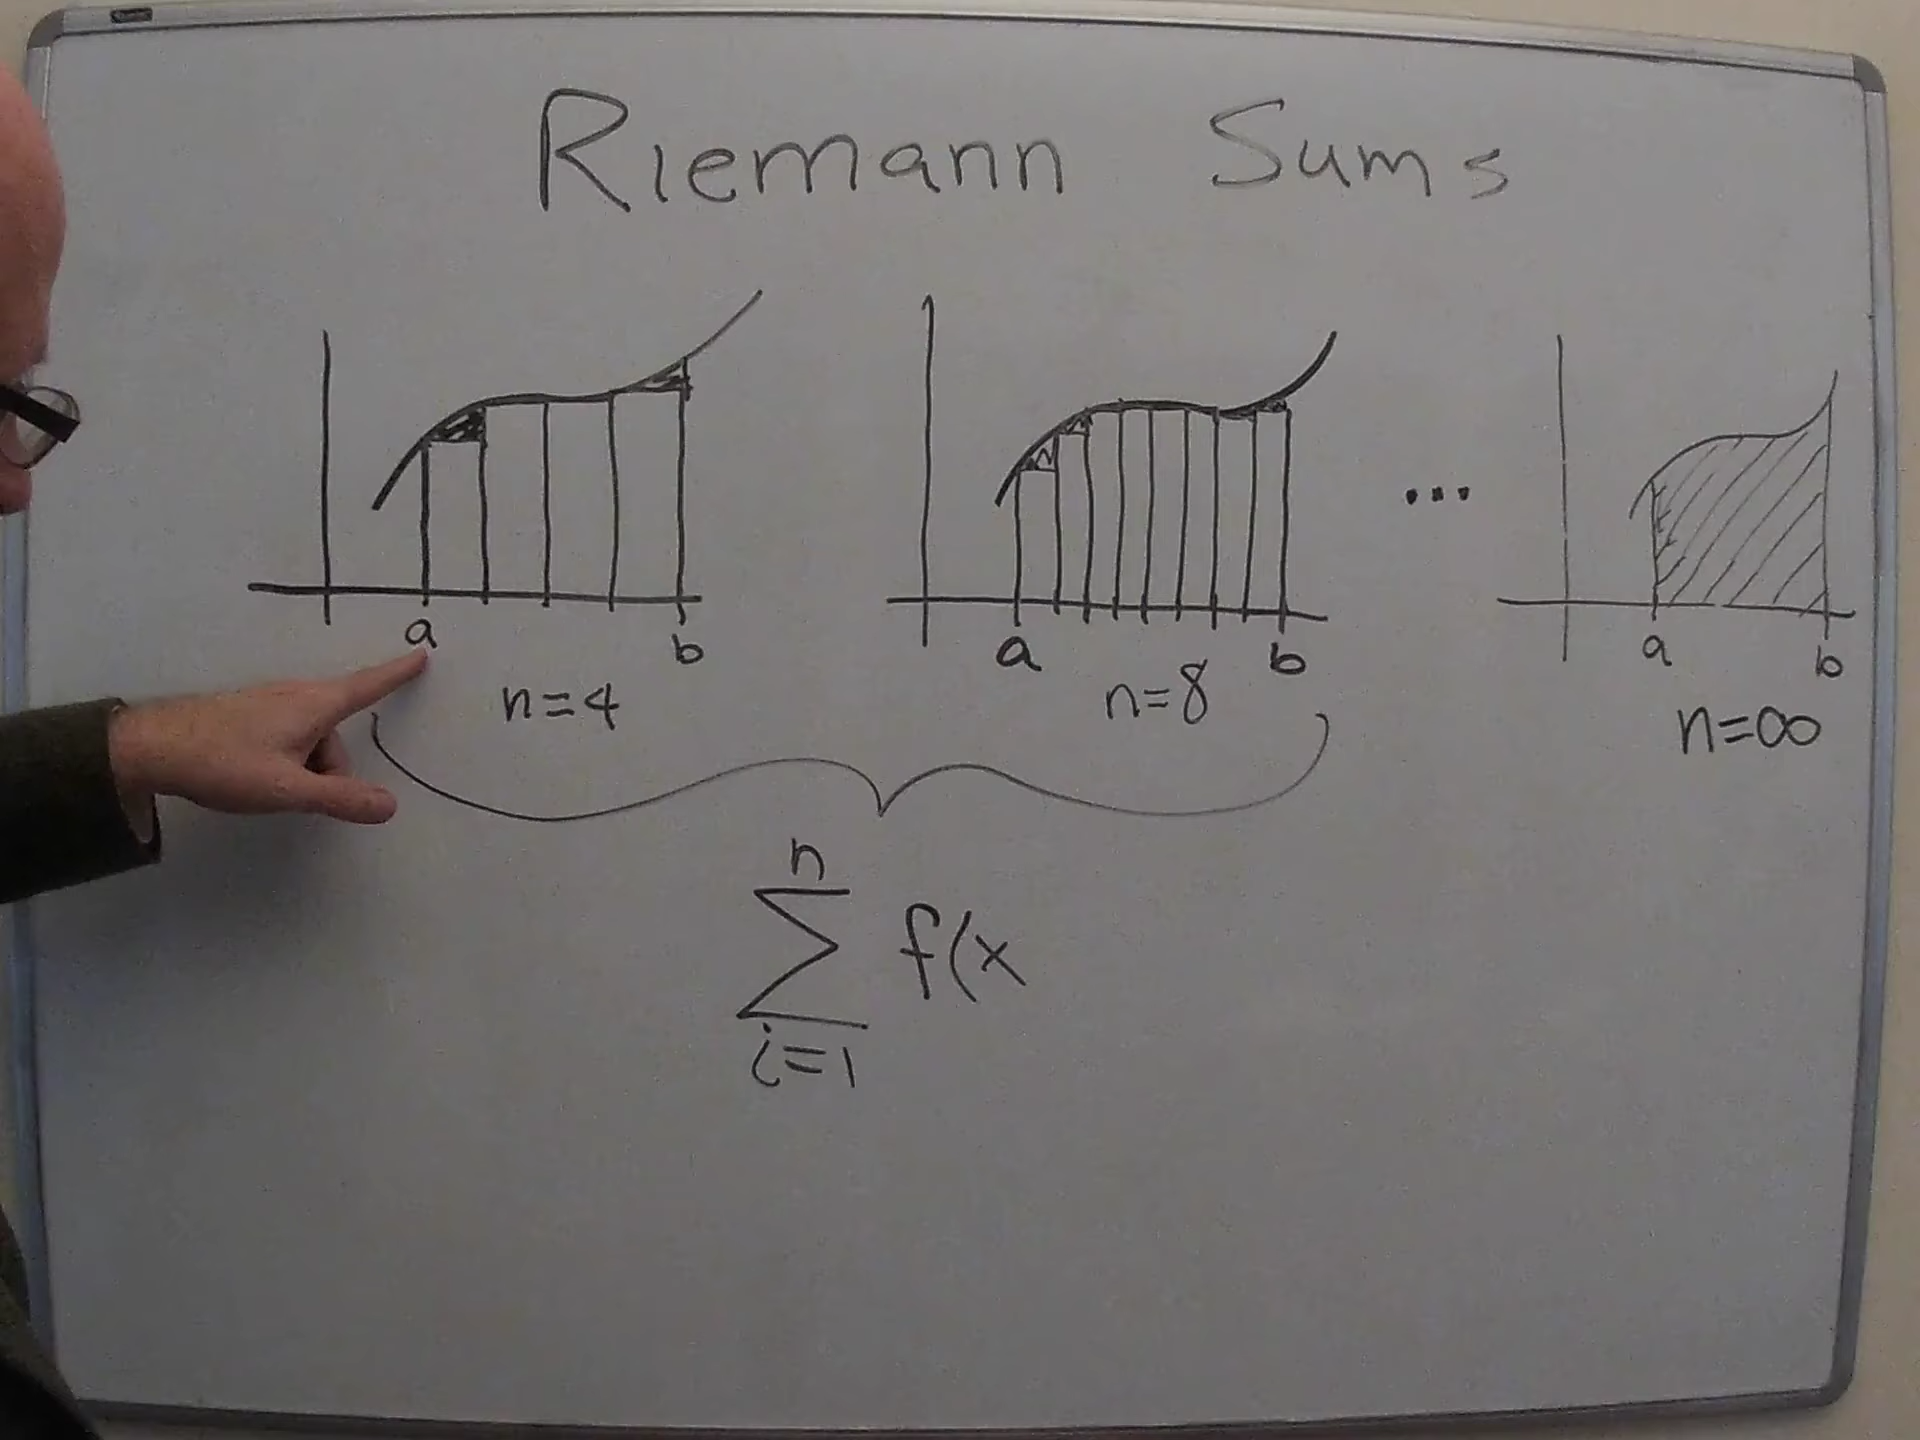 Riemann Sums
a b a b a b
n=4 n=8 n=∞
...
n
∑ f(x
i=1